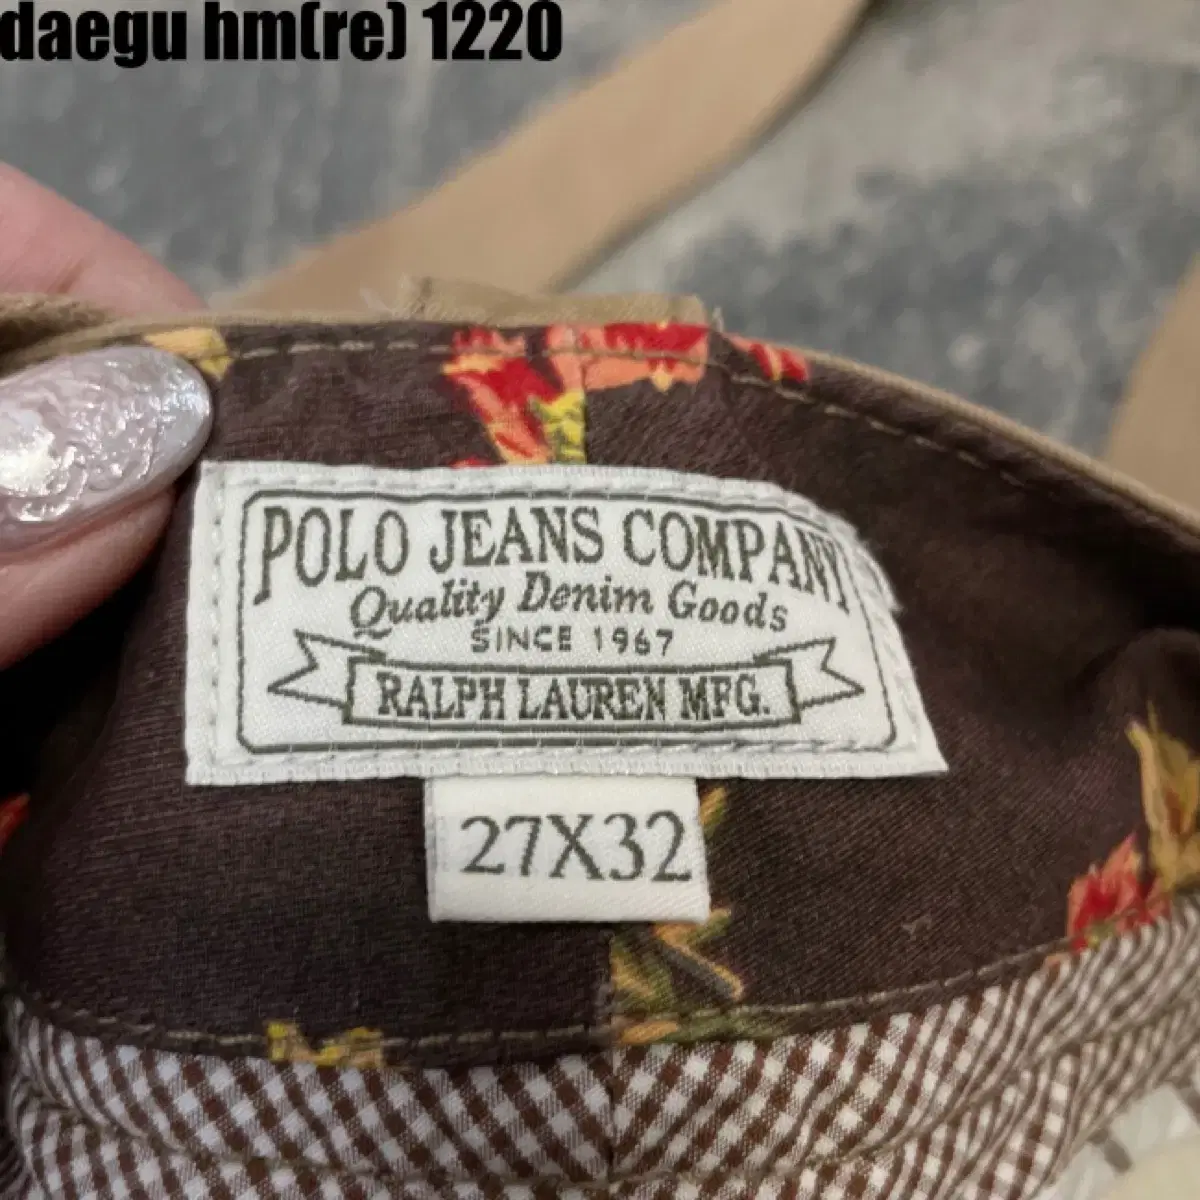 daegu hm(re) 1220
POLO JEANS COMPANY
Quality Denim Goods
SINCE 1967
RALPH LAUREN MFG.
27X32